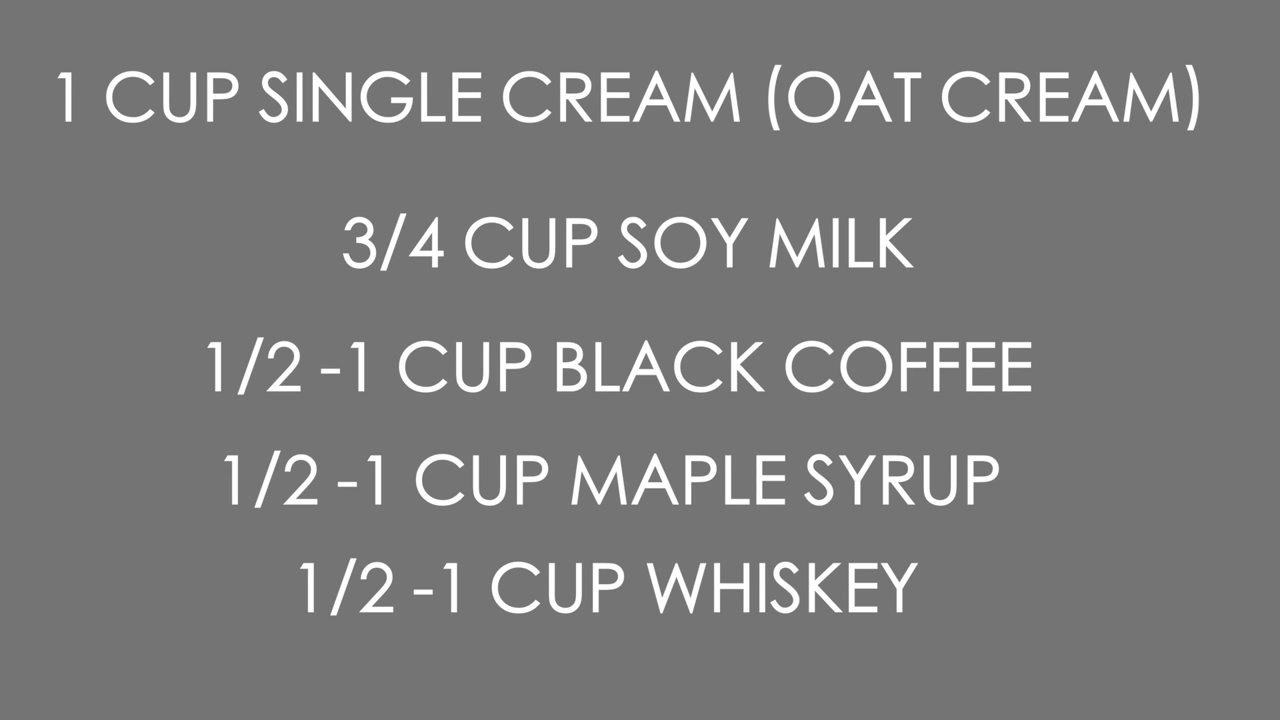 1 CUP SINGLE CREAM (OAT CREAM)
3/4 CUP SOY MILK
1/2 -1 CUP BLACK COFFEE
1/2 -1 CUP MAPLE SYRUP
1/2 -1 CUP WHISKEY